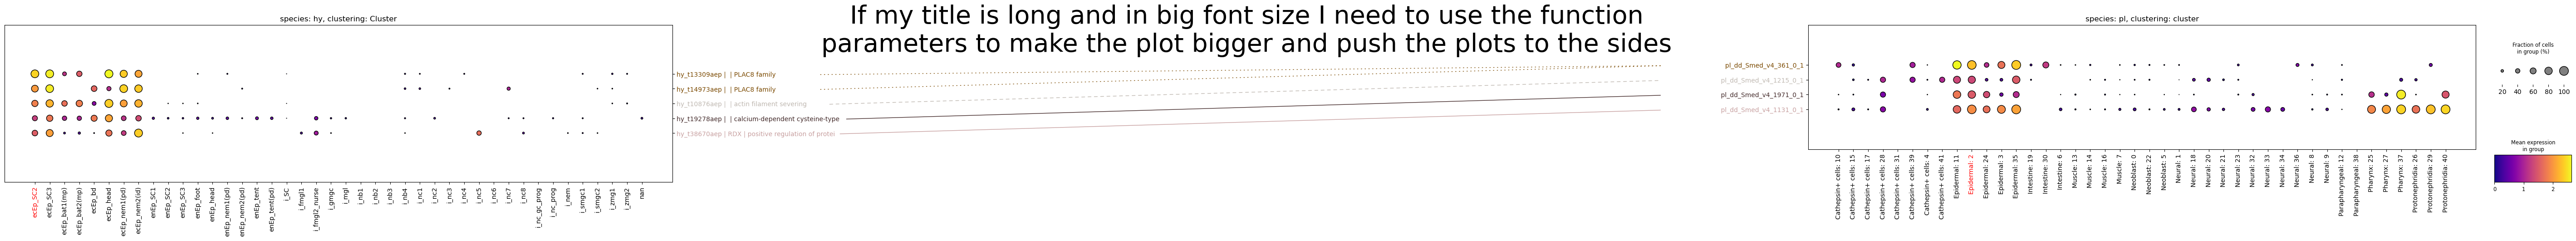 If my title is long and in big font size I need to use the function
parameters to make the plot bigger and push the plots to the sides
species: hy, clustering: Cluster
hy_t13309aep | | PLAC8 family
hy_t14973aep | | PLAC8 family
hy_t10876aep | | actin filament severing
hy_t19278aep | | calcium-dependent cysteine-type
hy_t38670aep | ROX | positive regulation of protei
ecEp_SC2
ecEp_SC3
ecEp_bat1(mp)
ecEp_bat2(mp)
ecEp_bd
ecEp_head
ecEp_nem1(pd)
ecEp_nem2(id)
enEp_SC1
enEp_SC2
enEp_SC3
enEp_foot
enEp_head
enEp_nem1(pd)
enEp_nem2(pd)
enEp_tent
enEp_tent(pd)
i_SC
i_fmgl1
i_fmgl2_nurse
i_gmgc
i_mgl
i_nb1
i_nb2
i_nb3
i_nb4
i_nc1
i_nc2
i_nc3
i_nc4
i_nc5
i_nc6
i_nc7
i_nc8
i_nc_gc_prog
i_nc_prog
i_nem
i_smgc1
i_smgc2
i_zmg1
i_zmg2
nan
species: pl, clustering: cluster
pl_dd_Smed_v4_361_0_1
pl_dd_Smed_v4_1215_0_1
pl_dd_Smed_v4_1971_0_1
pl_dd_Smed_v4_1131_0_1
Cathepsin+ cells: 10
Cathepsin+ cells: 15
Cathepsin+ cells: 17
Cathepsin+ cells: 28
Cathepsin+ cells: 31
Cathepsin+ cells: 39
Cathepsin+ cells: 4
Cathepsin+ cells: 41
Epidermal: 11
Epidermal: 2
Epidermal: 24
Epidermal: 3
Epidermal: 35
Intestine: 19
Intestine: 30
Intestine: 6
Muscle: 13
Muscle: 14
Muscle: 16
Muscle: 7
Neoblast: 0
Neoblast: 22
Neoblast: 5
Neural: 1
Neural: 18
Neural: 20
Neural: 21
Neural: 23
Neural: 32
Neural: 33
Neural: 34
Neural: 36
Neural: 8
Neural: 9
Parapharyngeal: 12
Parapharyngeal: 38
Pharynx: 25
Pharynx: 27
Pharynx: 37
Protonephridia: 26
Protonephridia: 29
Protonephridia: 40
Fraction of cells
in group (%)
20 40 60 80 100
Mean expression
in group
0 1 2